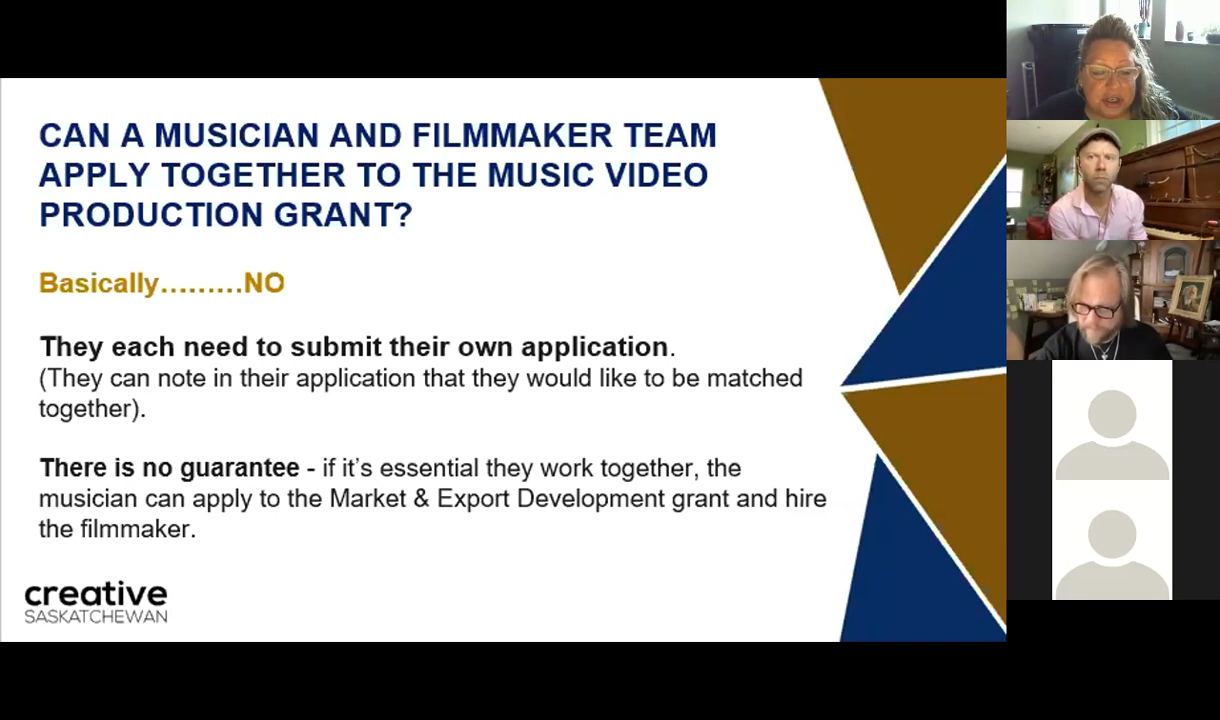 CAN A MUSICIAN AND FILMMAKER TEAM
APPLY TOGETHER TO THE MUSIC VIDEO
PRODUCTION GRANT?
Basically.........NO
They each need to submit their own application.
(They can note in their application that they would like to be matched
together).
There is no guarantee - if it’s essential they work together, the
musician can apply to the Market & Export Development grant and hire
the filmmaker.
creative
SASKATCHEWAN